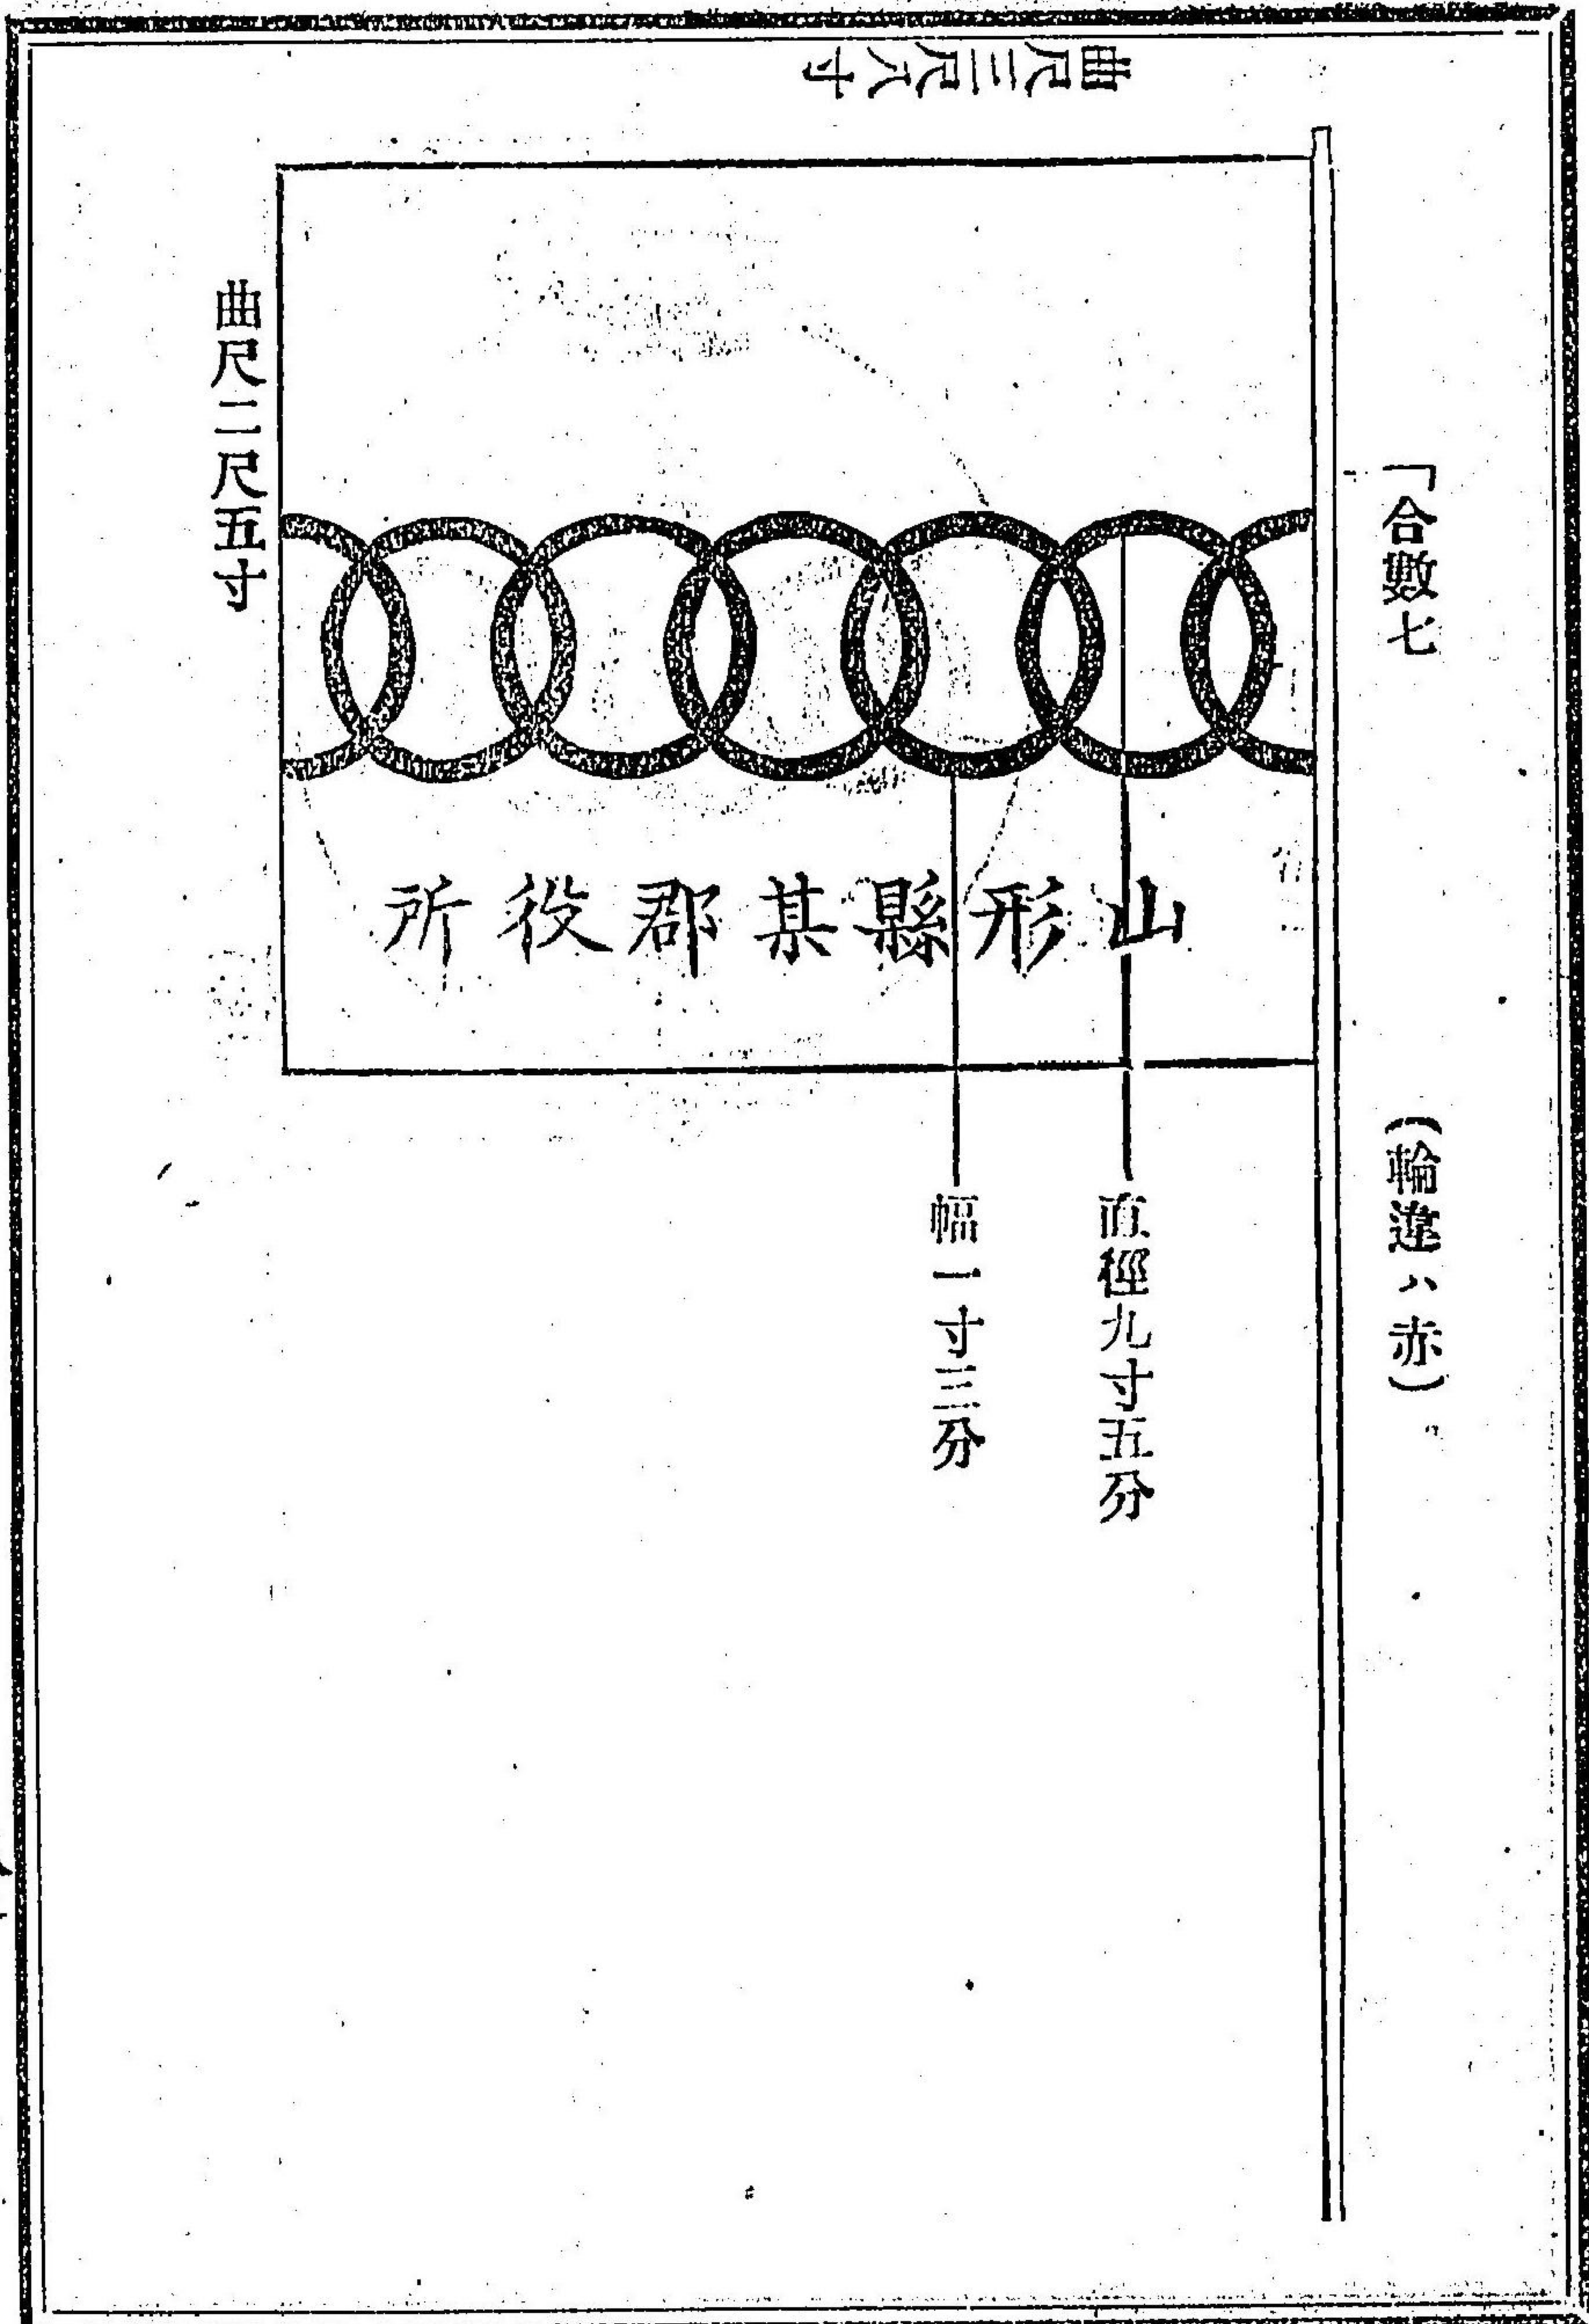 「合數七
(輪違ハ赤)
曲尺三尺八寸
山形縣某郡役所
直徑九寸五分
幅一寸三分
曲尺二尺五寸